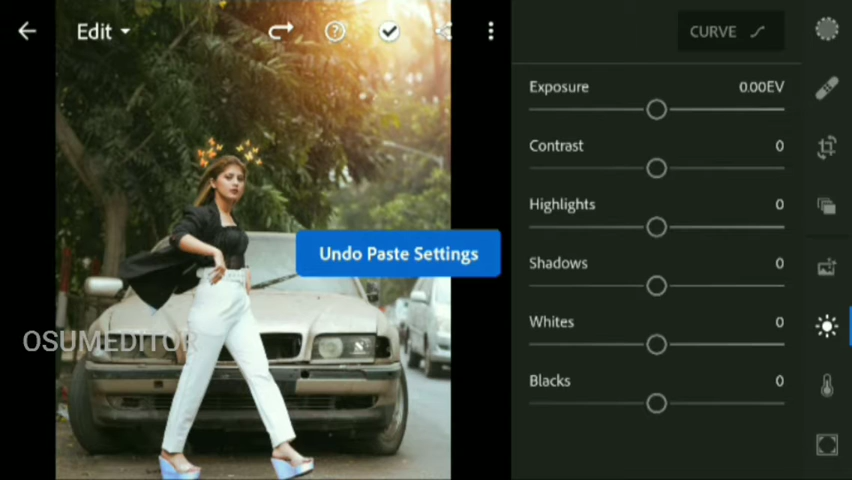 Edit
CURVE
Exposure 0.00EV
Contrast 0
Highlights 0
Undo Paste Settings
Shadows 0
Whites 0
OSUMEDITOR
Blacks 0